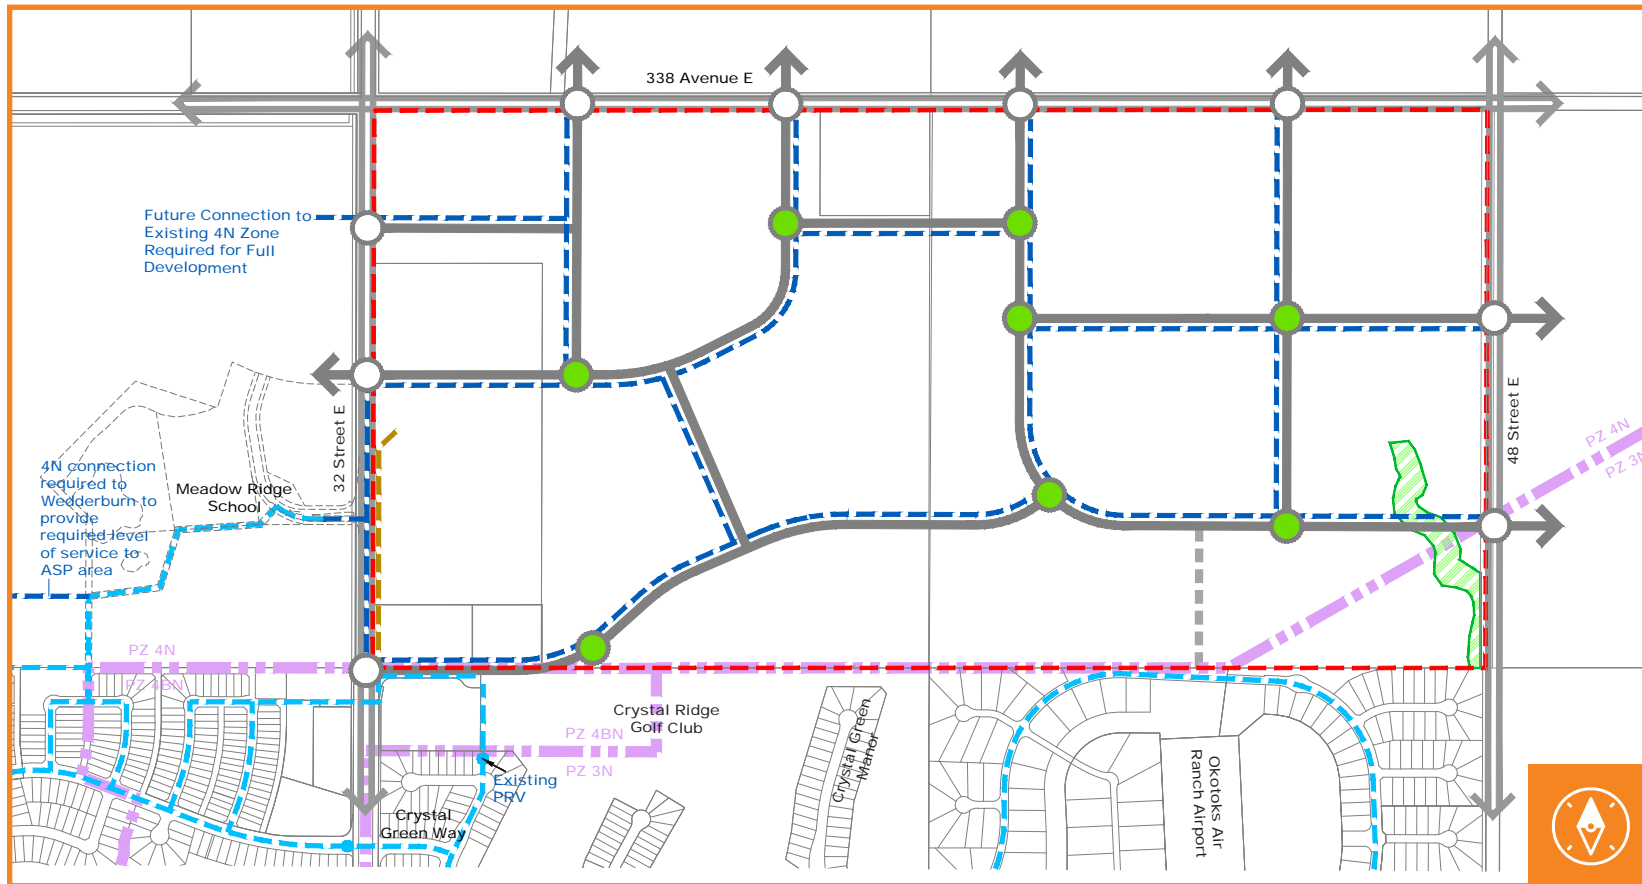 338 Avenue E
Future Connection to
Existing 4N Zone
Required for Full
Development
32 Street E
48 Street E
PZ 4N
PZ 3N
4N connection
required to
Wedderburn to
provide
required level
of service to
ASP area
Meadow Ridge
School
PZ 4N
PZ 4BN
Crystal Ridge
Golf Club
PZ 4BN
PZ 3N
Existing
PRV
Crystal
Green Way
Crystal Green
Manor
Okotoks Air
Ranch Airport